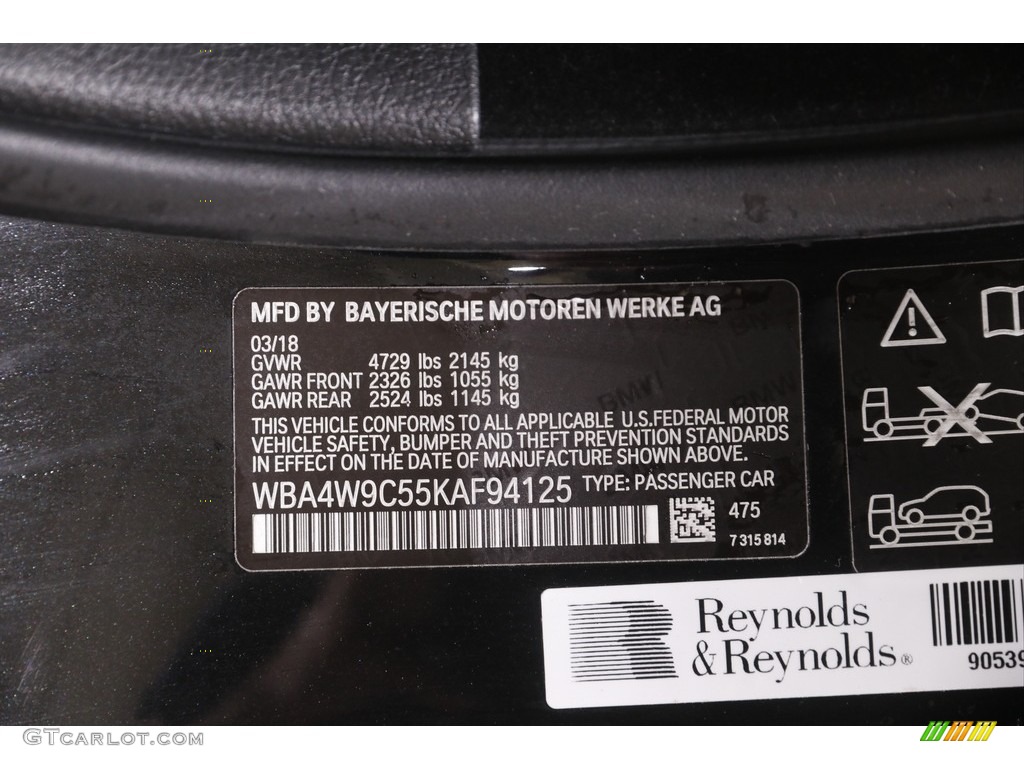 MFD BY BAYERISCHE MOTOREN WERKE AG
03/18
GVWR 4729 lbs 2145 kg
GAWR FRONT 2326 lbs 1055 kg
GAWR REAR 2524 lbs 1145 kg
THIS VEHICLE CONFORMS TO ALL APPLICABLE U.S.FEDERAL MOTOR
VEHICLE SAFETY, BUMPER AND THEFT PREVENTION STANDARDS
IN EFFECT ON THE DATE OF MANUFACTURE SHOWN ABOVE.
WBA4W9C55KAF94125 TYPE: PASSENGER CAR
475
7 315 814
Reynolds
&Reynolds®
90539
GTCARLOT.COM